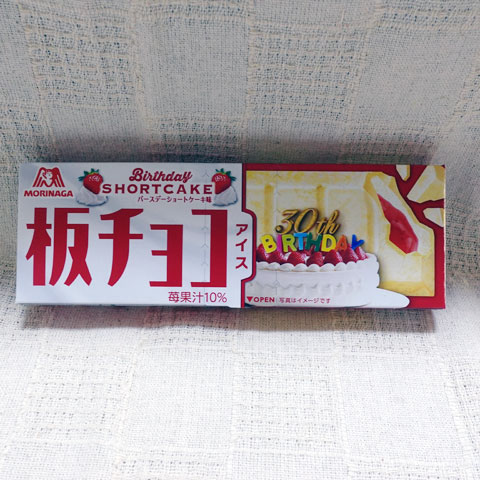 MORINAGA
Birthday
SHORTCAKE
バースデーショートケーキ味
板チョコ
アイス
苺果汁10%
30th
BIRTHDAY
▼OPEN 写真はイメージです